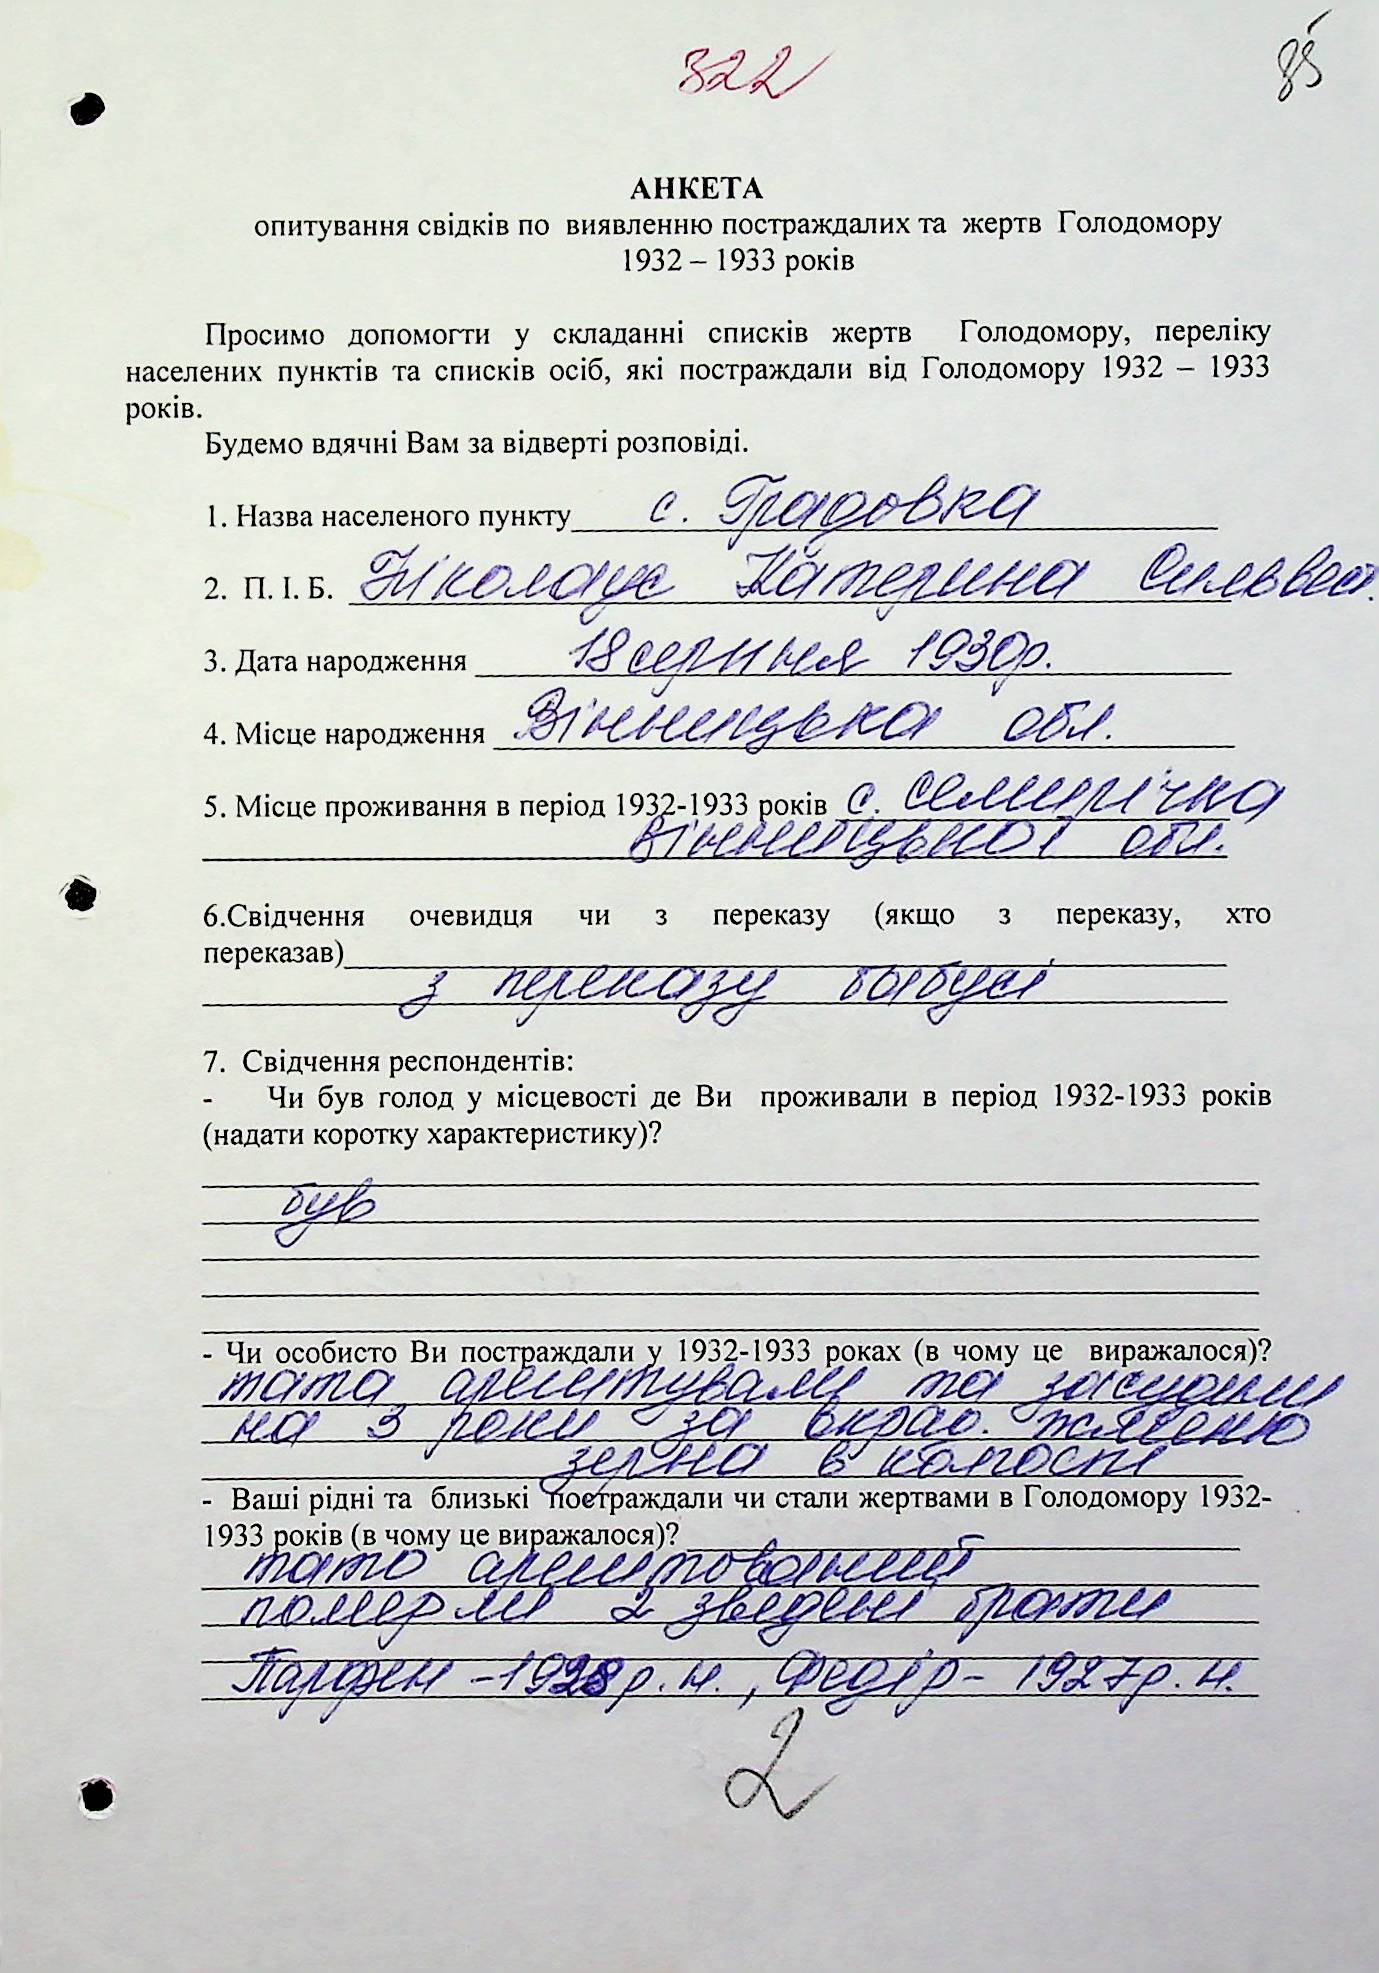 322
85
АНКЕТА
опитування свідків по виявленню постраждалих та жертв Голодомору
1932 – 1933 років
Просимо допомогти у складанні списків жертв Голодомору, переліку
населених пунктів та списків осіб, які постраждали від Голодомору 1932 – 1933
років.
Будемо вдячні Вам за відверті розповіді.
1. Назва населеного пункту с. Градовка
2. П. І. Б. Катерина Сильвест.
3. Дата народження 18 серпня 1930р.
4. Місце народження Вінницька обл.
5. Місце проживання в період 1932-1933 років с. Семирічка
Вінницької обл.
6.Свідчення очевидця чи з переказу (якщо з переказу, хто
переказав)
з переказу бабусі
7. Свідчення респондентів:
- Чи був голод у місцевості де Ви проживали в період 1932-1933 років
(надати коротку характеристику)?
був
- Чи особисто Ви постраждали у 1932-1933 роках (в чому це виражалося)?
тата арештували та засудили
на 3 роки за вкрад. жменю
зерна в колгоспі
- Ваші рідні та близькі постраждали чи стали жертвами в Голодомору 1932-
1933 років (в чому це виражалося)?
тато арештований
померли 2 зведені брати
Парфен - 1928 р. н., Федір - 1927 р. н.
2